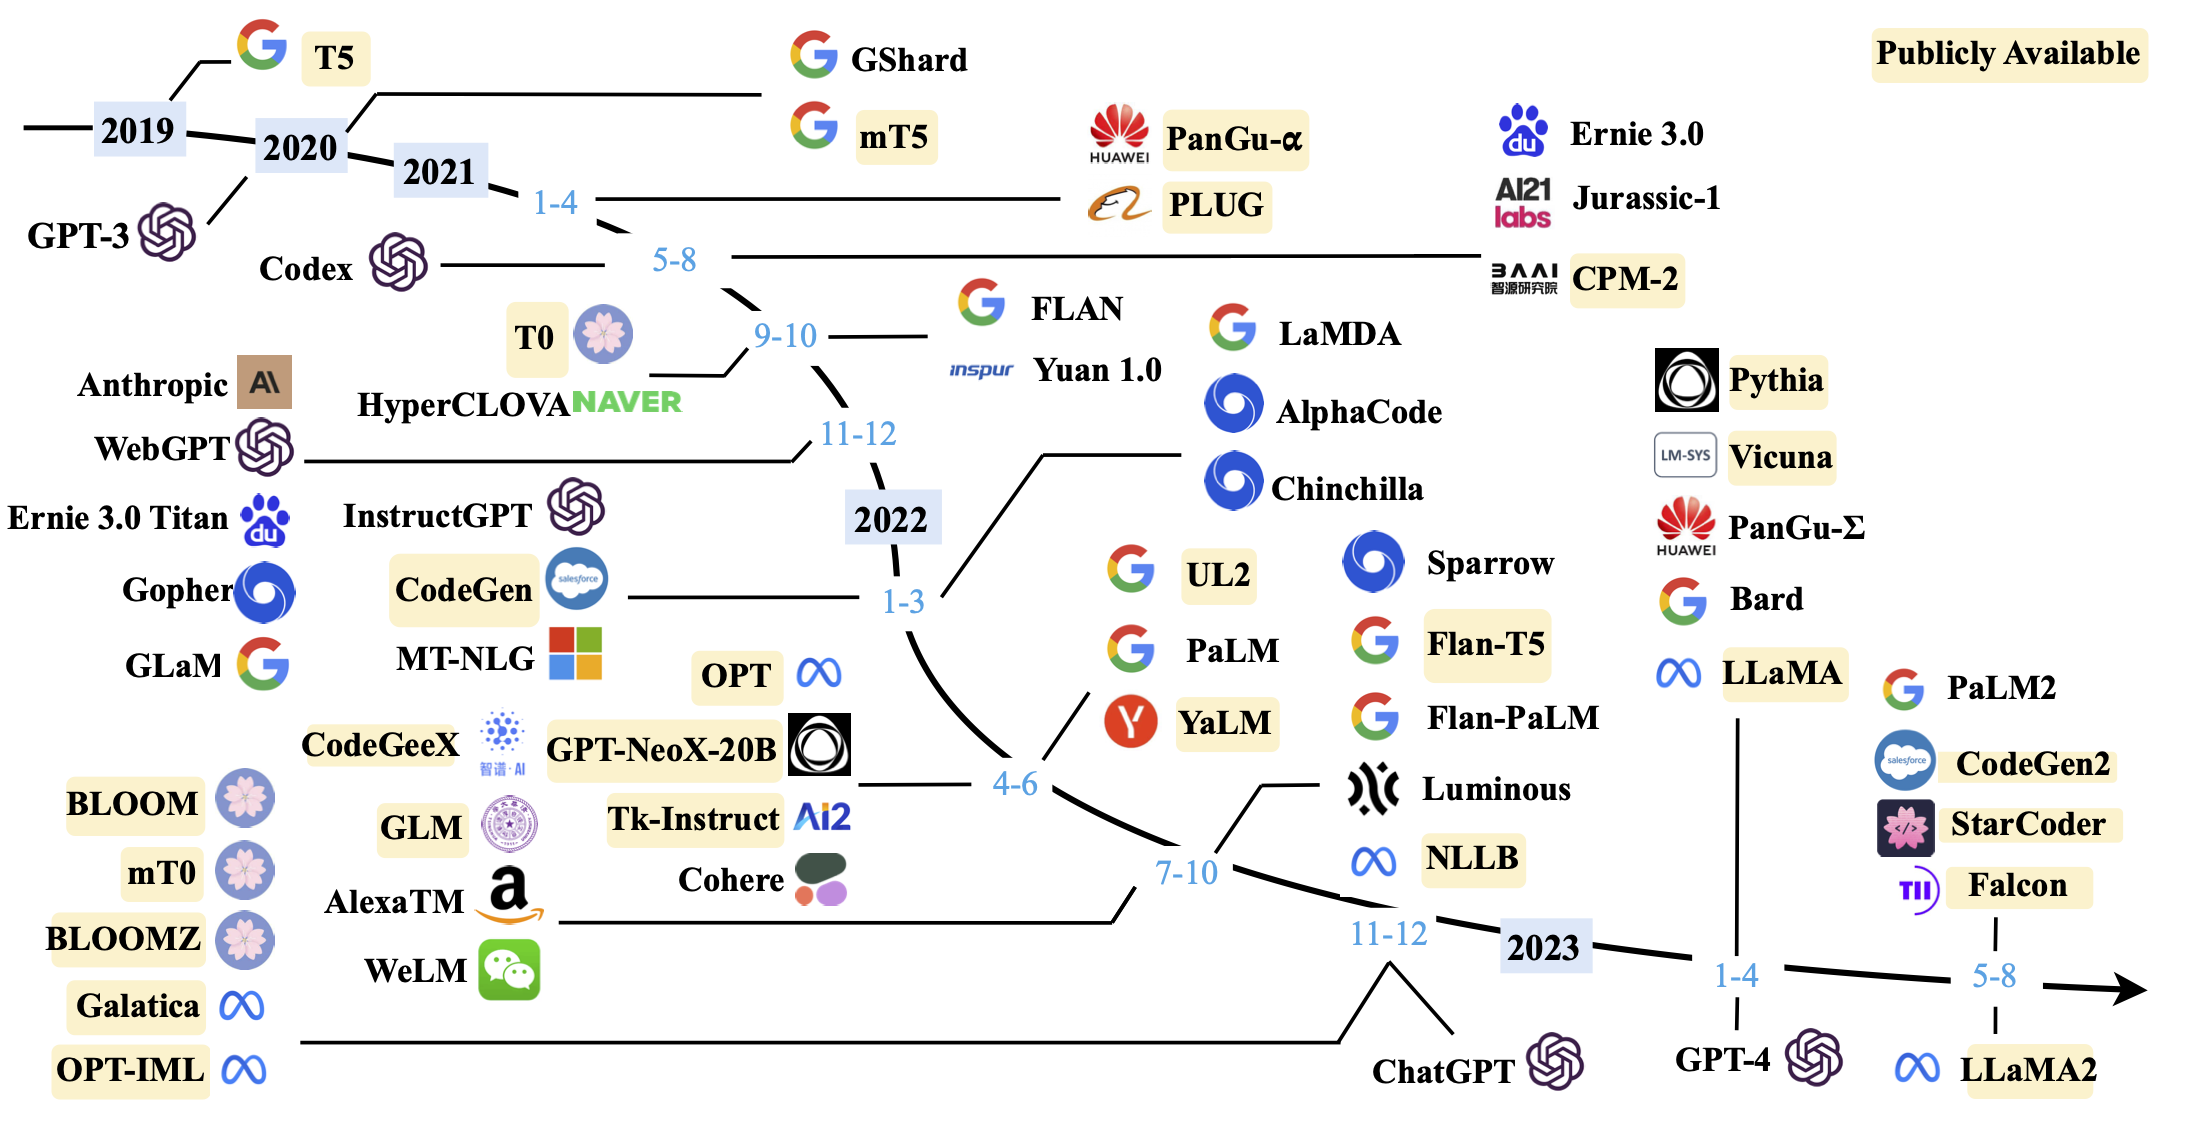 T5
GShard
Publicly Available
2019
2020
2021
mT5
HUAWEI
PanGu-α
du
Ernie 3.0
1-4
PLUG
AI21
labs
Jurassic-1
GPT-3
Codex
5-8
BAAI
智源研究院
CPM-2
T0
9-10
FLAN
LaMDA
inspur
Yuan 1.0
Anthropic
A\
HyperCLOVA
NAVER
AlphaCode
Pythia
WebGPT
11-12
LM-SYS
Vicuna
Chinchilla
Ernie 3.0 Titan
du
InstructGPT
2022
HUAWEI
PanGu-Σ
Gopher
CodeGen
salesforce
1-3
UL2
Sparrow
Bard
GLaM
MT-NLG
PaLM
Flan-T5
LLaMA
OPT
PaLM2
CodeGeeX
智谱·AI
GPT-NeoX-20B
YaLM
Flan-PaLM
salesforce
CodeGen2
BLOOM
GLM
Tk-Instruct
Ai2
4-6
Luminous
</>
StarCoder
mT0
AlexaTM
a
Cohere
7-10
NLLB
TII
Falcon
BLOOMZ
WeLM
11-12
2023
1-4
5-8
Galatica
OPT-IML
ChatGPT
GPT-4
LLaMA2